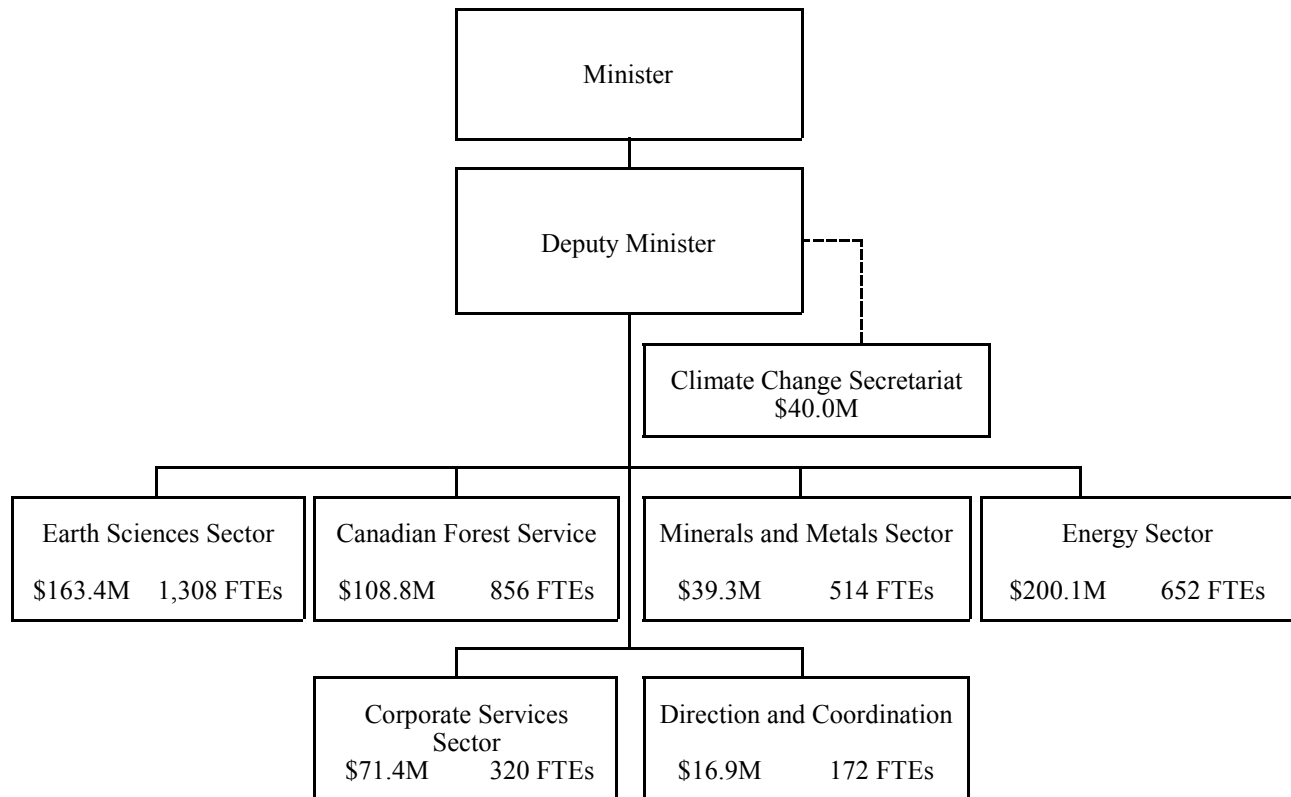 Minister
Deputy Minister
Climate Change Secretariat
$40.0M
Earth Sciences Sector
$163.4M 1,308 FTEs
Canadian Forest Service
$108.8M 856 FTEs
Minerals and Metals Sector
$39.3M 514 FTEs
Energy Sector
$200.1M 652 FTEs
Corporate Services
Sector
$71.4M 320 FTEs
Direction and Coordination
$16.9M 172 FTEs